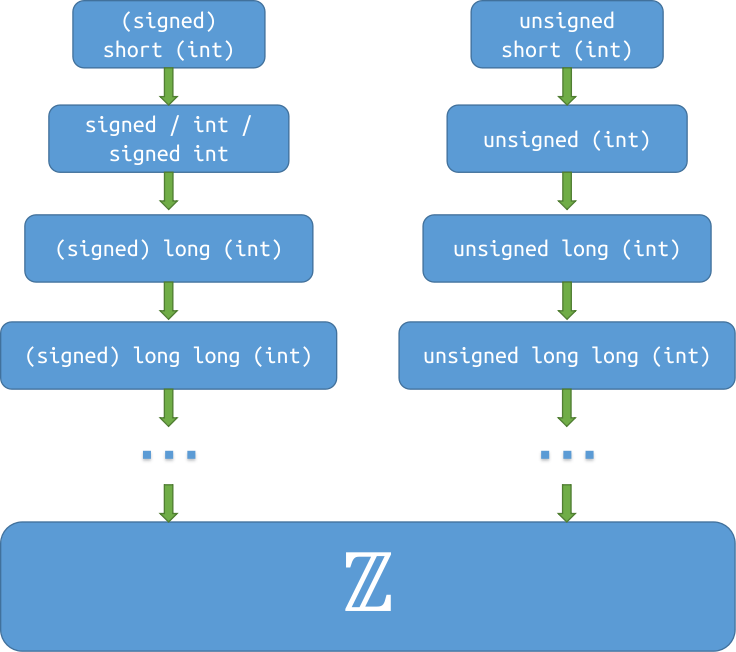 (signed)
short (int)
unsigned
short (int)
signed / int /
signed int
unsigned (int)
(signed) long (int)
unsigned long (int)
(signed) long long (int)
unsigned long long (int)
...
...
ℤ